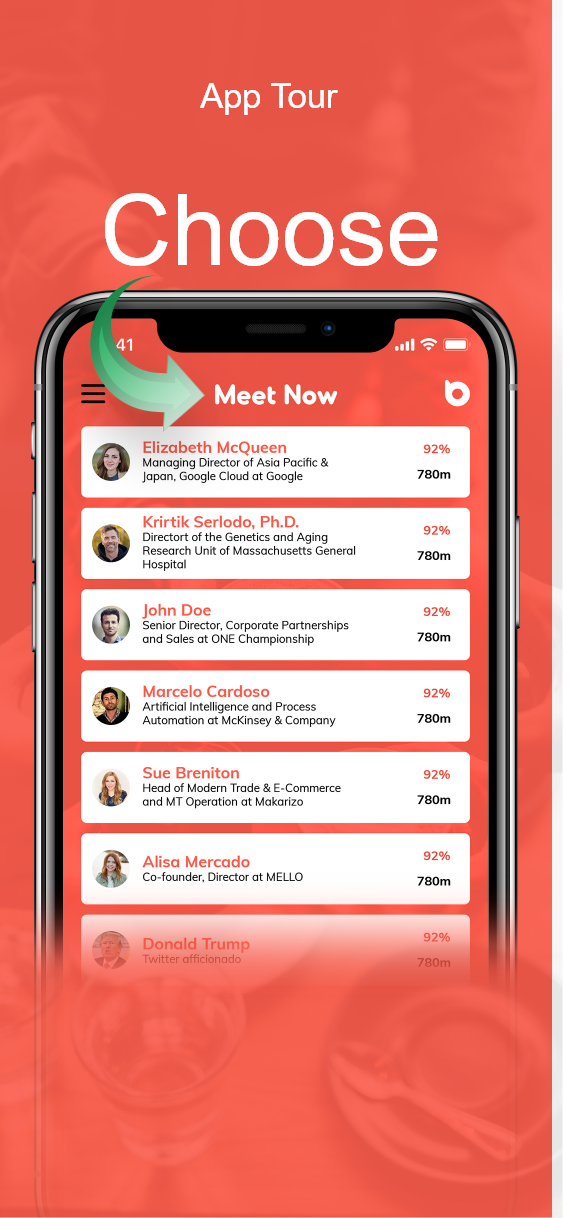 App Tour
Choose
41
Meet Now
Elizabeth McQueen
92%
Managing Director of Asia Pacific &
Japan, Google Cloud at Google
780m
Krirtik Serlodo, Ph.D.
92%
Directort of the Genetics and Aging
Research Unit of Massachusetts General
Hospital
780m
John Doe
92%
Senior Director, Corporate Partnerships
and Sales at ONE Championship
780m
Marcelo Cardoso
92%
Artificial Intelligence and Process
Automation at McKinsey & Company
780m
Sue Breniton
92%
Head of Modern Trade & E-Commerce
and MT Operation at Makarizo
780m
Alisa Mercado
92%
Co-founder, Director at MELLO
780m
Donald Trump
92%
Twitter afficionado
780m